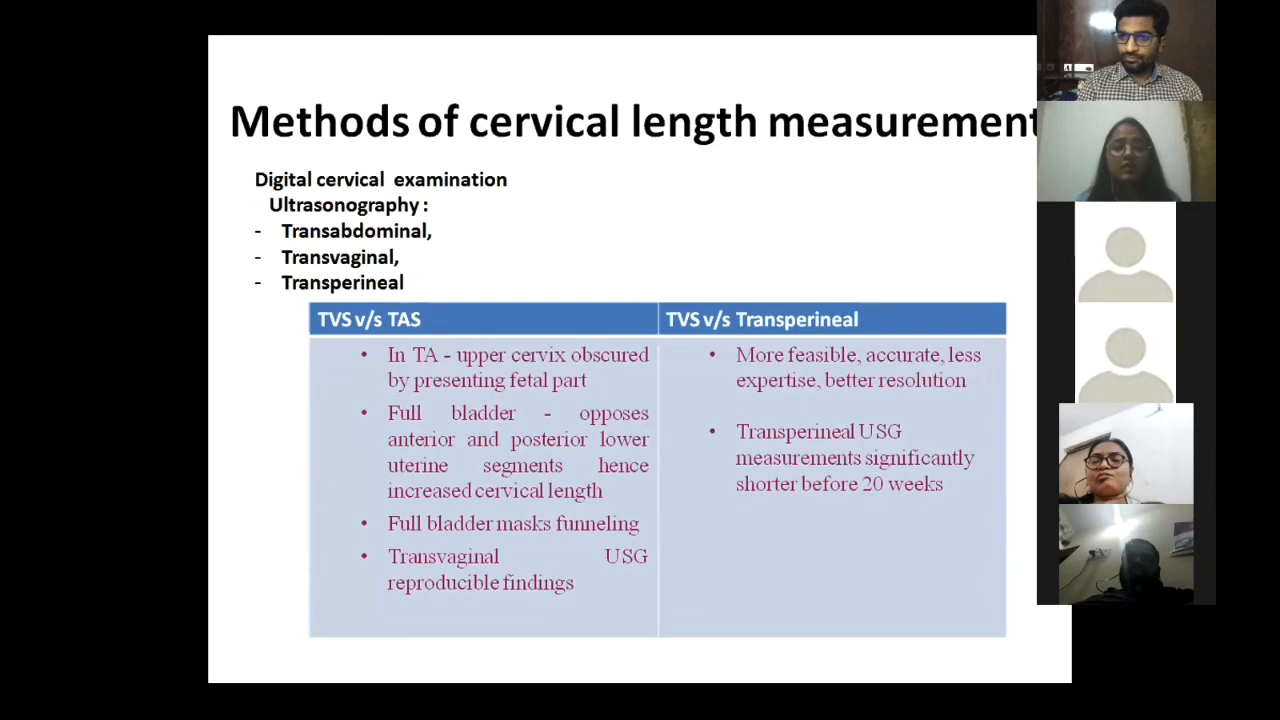 Methods of cervical length measurement
Digital cervical examination
Ultrasonography :
- Transabdominal,
- Transvaginal,
- Transperineal
TVS v/s TAS
• In TA - upper cervix obscured
by presenting fetal part
• Full bladder - opposes
anterior and posterior lower
uterine segments hence
increased cervical length
• Full bladder masks funneling
• Transvaginal USG
reproducible findings
TVS v/s Transperineal
• More feasible, accurate, less
expertise, better resolution
• Transperineal USG
measurements significantly
shorter before 20 weeks